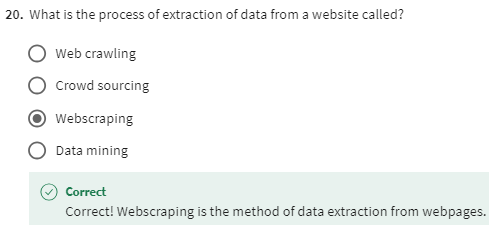 20. What is the process of extraction of data from a website called?
Web crawling
Crowd sourcing
Webscraping
Data mining
Correct
Correct! Webscraping is the method of data extraction from webpages.